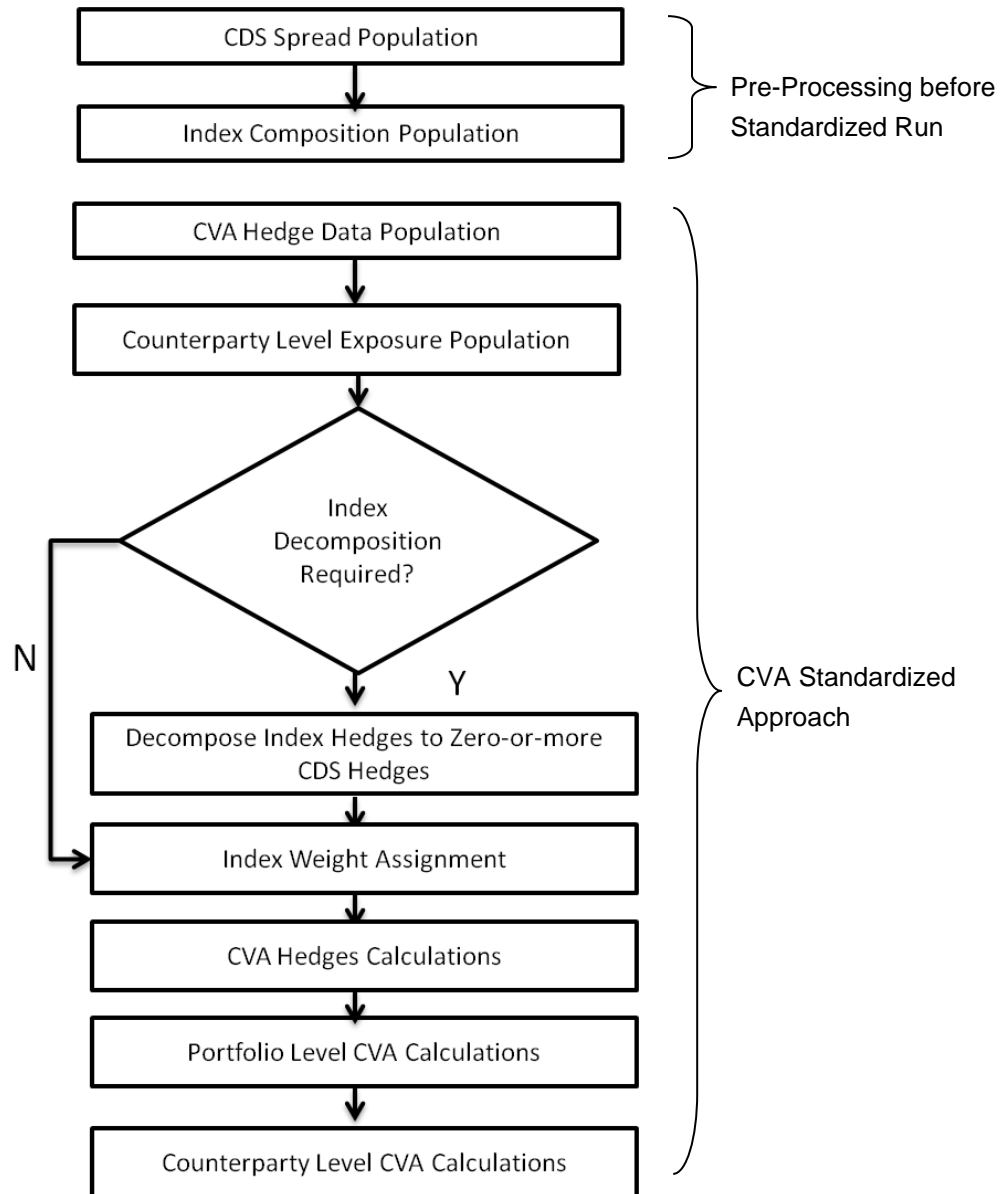 CDS Spread Population
Index Composition Population
Pre-Processing before
Standardized Run
CVA Hedge Data Population
Counterparty Level Exposure Population
Index
Decomposition
Required?
N
Y
CVA Standardized
Approach
Decompose Index Hedges to Zero-or-more
CDS Hedges
Index Weight Assignment
CVA Hedges Calculations
Portfolio Level CVA Calculations
Counterparty Level CVA Calculations